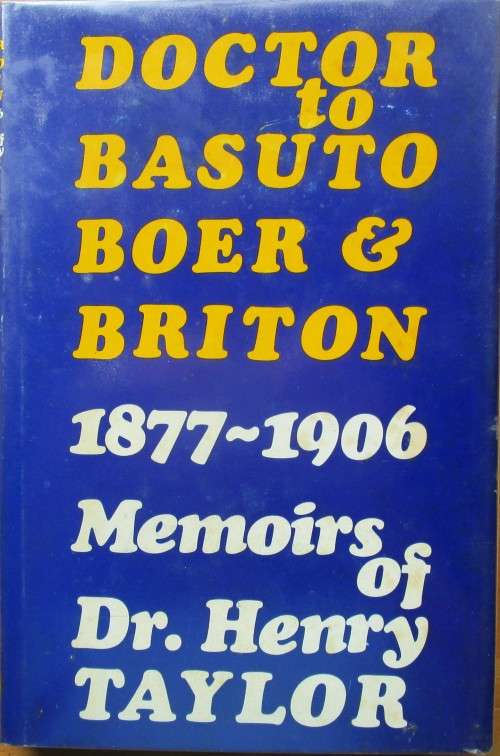 DOCTOR
to
BASUTO
BOER &
BRITON
1877~1906
Memoirs
of
Dr. Henry
TAYLOR